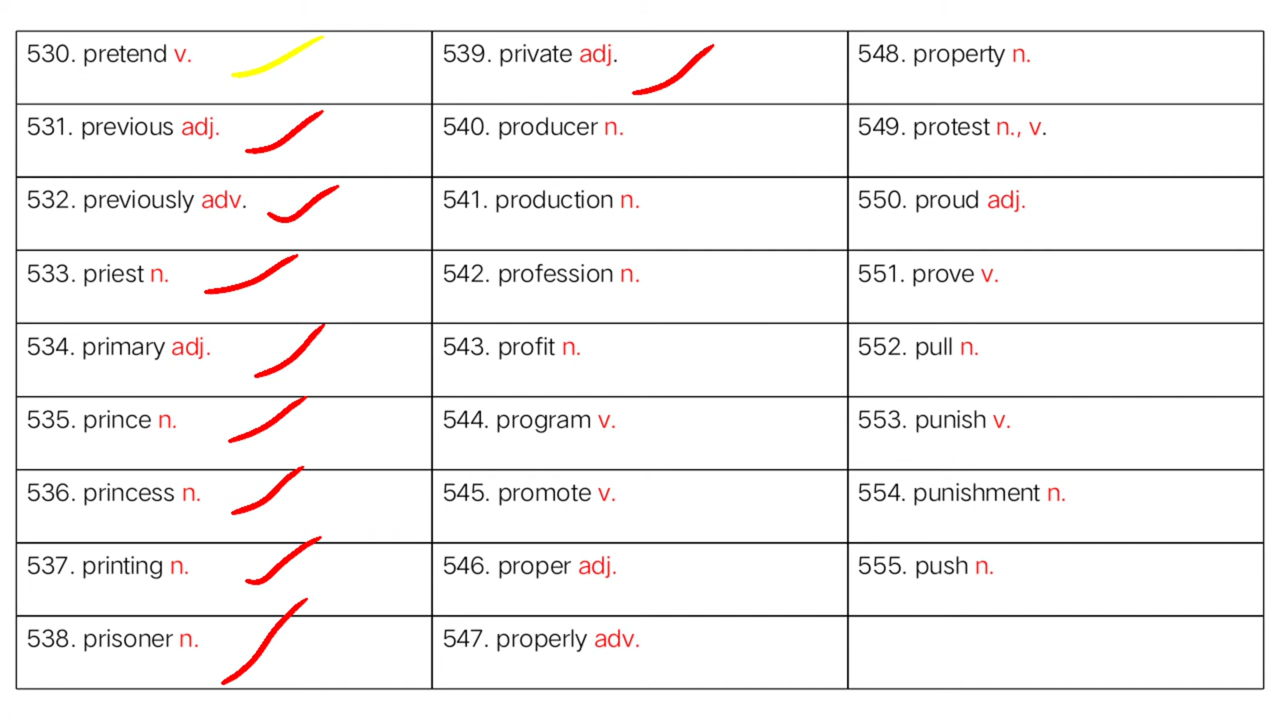 530. pretend v.
531. previous adj.
532. previously adv.
533. priest n.
534. primary adj.
535. prince n.
536. princess n.
537. printing n.
538. prisoner n.
539. private adj.
540. producer n.
541. production n.
542. profession n.
543. profit n.
544. program v.
545. promote v.
546. proper adj.
547. properly adv.
548. property n.
549. protest n., v.
550. proud adj.
551. prove v.
552. pull n.
553. punish v.
554. punishment n.
555. push n.